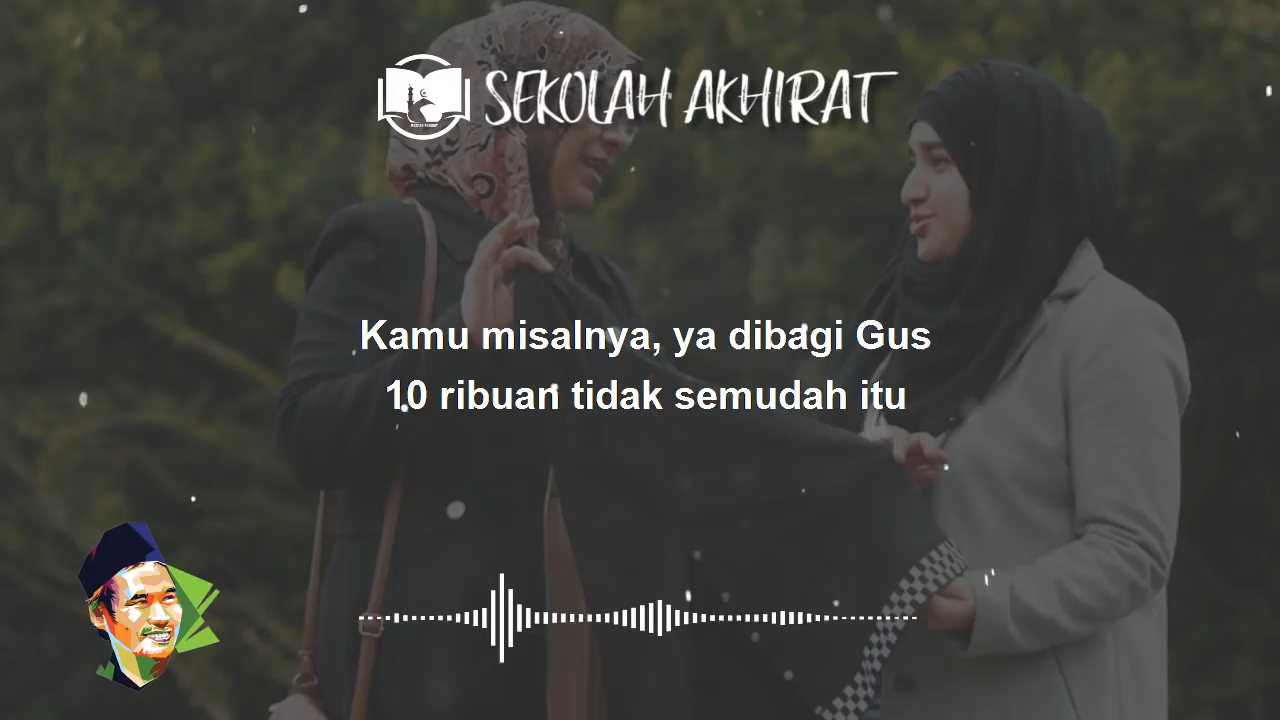 SEKOLAH AKHIRAT
Kamu misalnya, ya dibagi Gus
10 ribuan tidak semudah itu